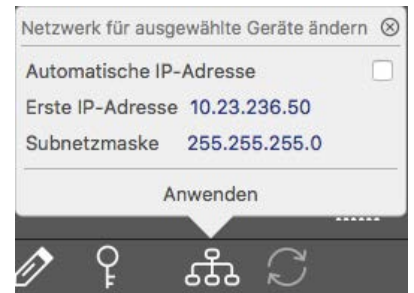 Netzwerk für ausgewählte Geräte ändern
Automatische IP-Adresse
Erste IP-Adresse 10.23.236.50
Subnetzmaske 255.255.255.0
Anwenden